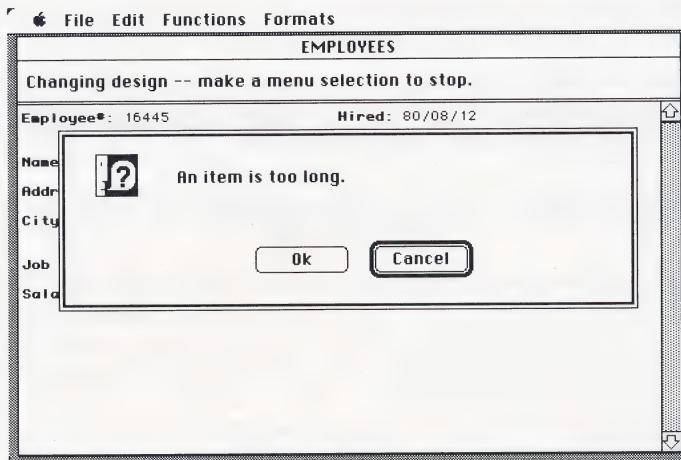 File Edit Functions Formats
EMPLOYEES
Changing design -- make a menu selection to stop.
Employee#: 16445 Hired: 80/08/12
Name
Addr
City
Job
Sala
An item is too long.
Ok Cancel